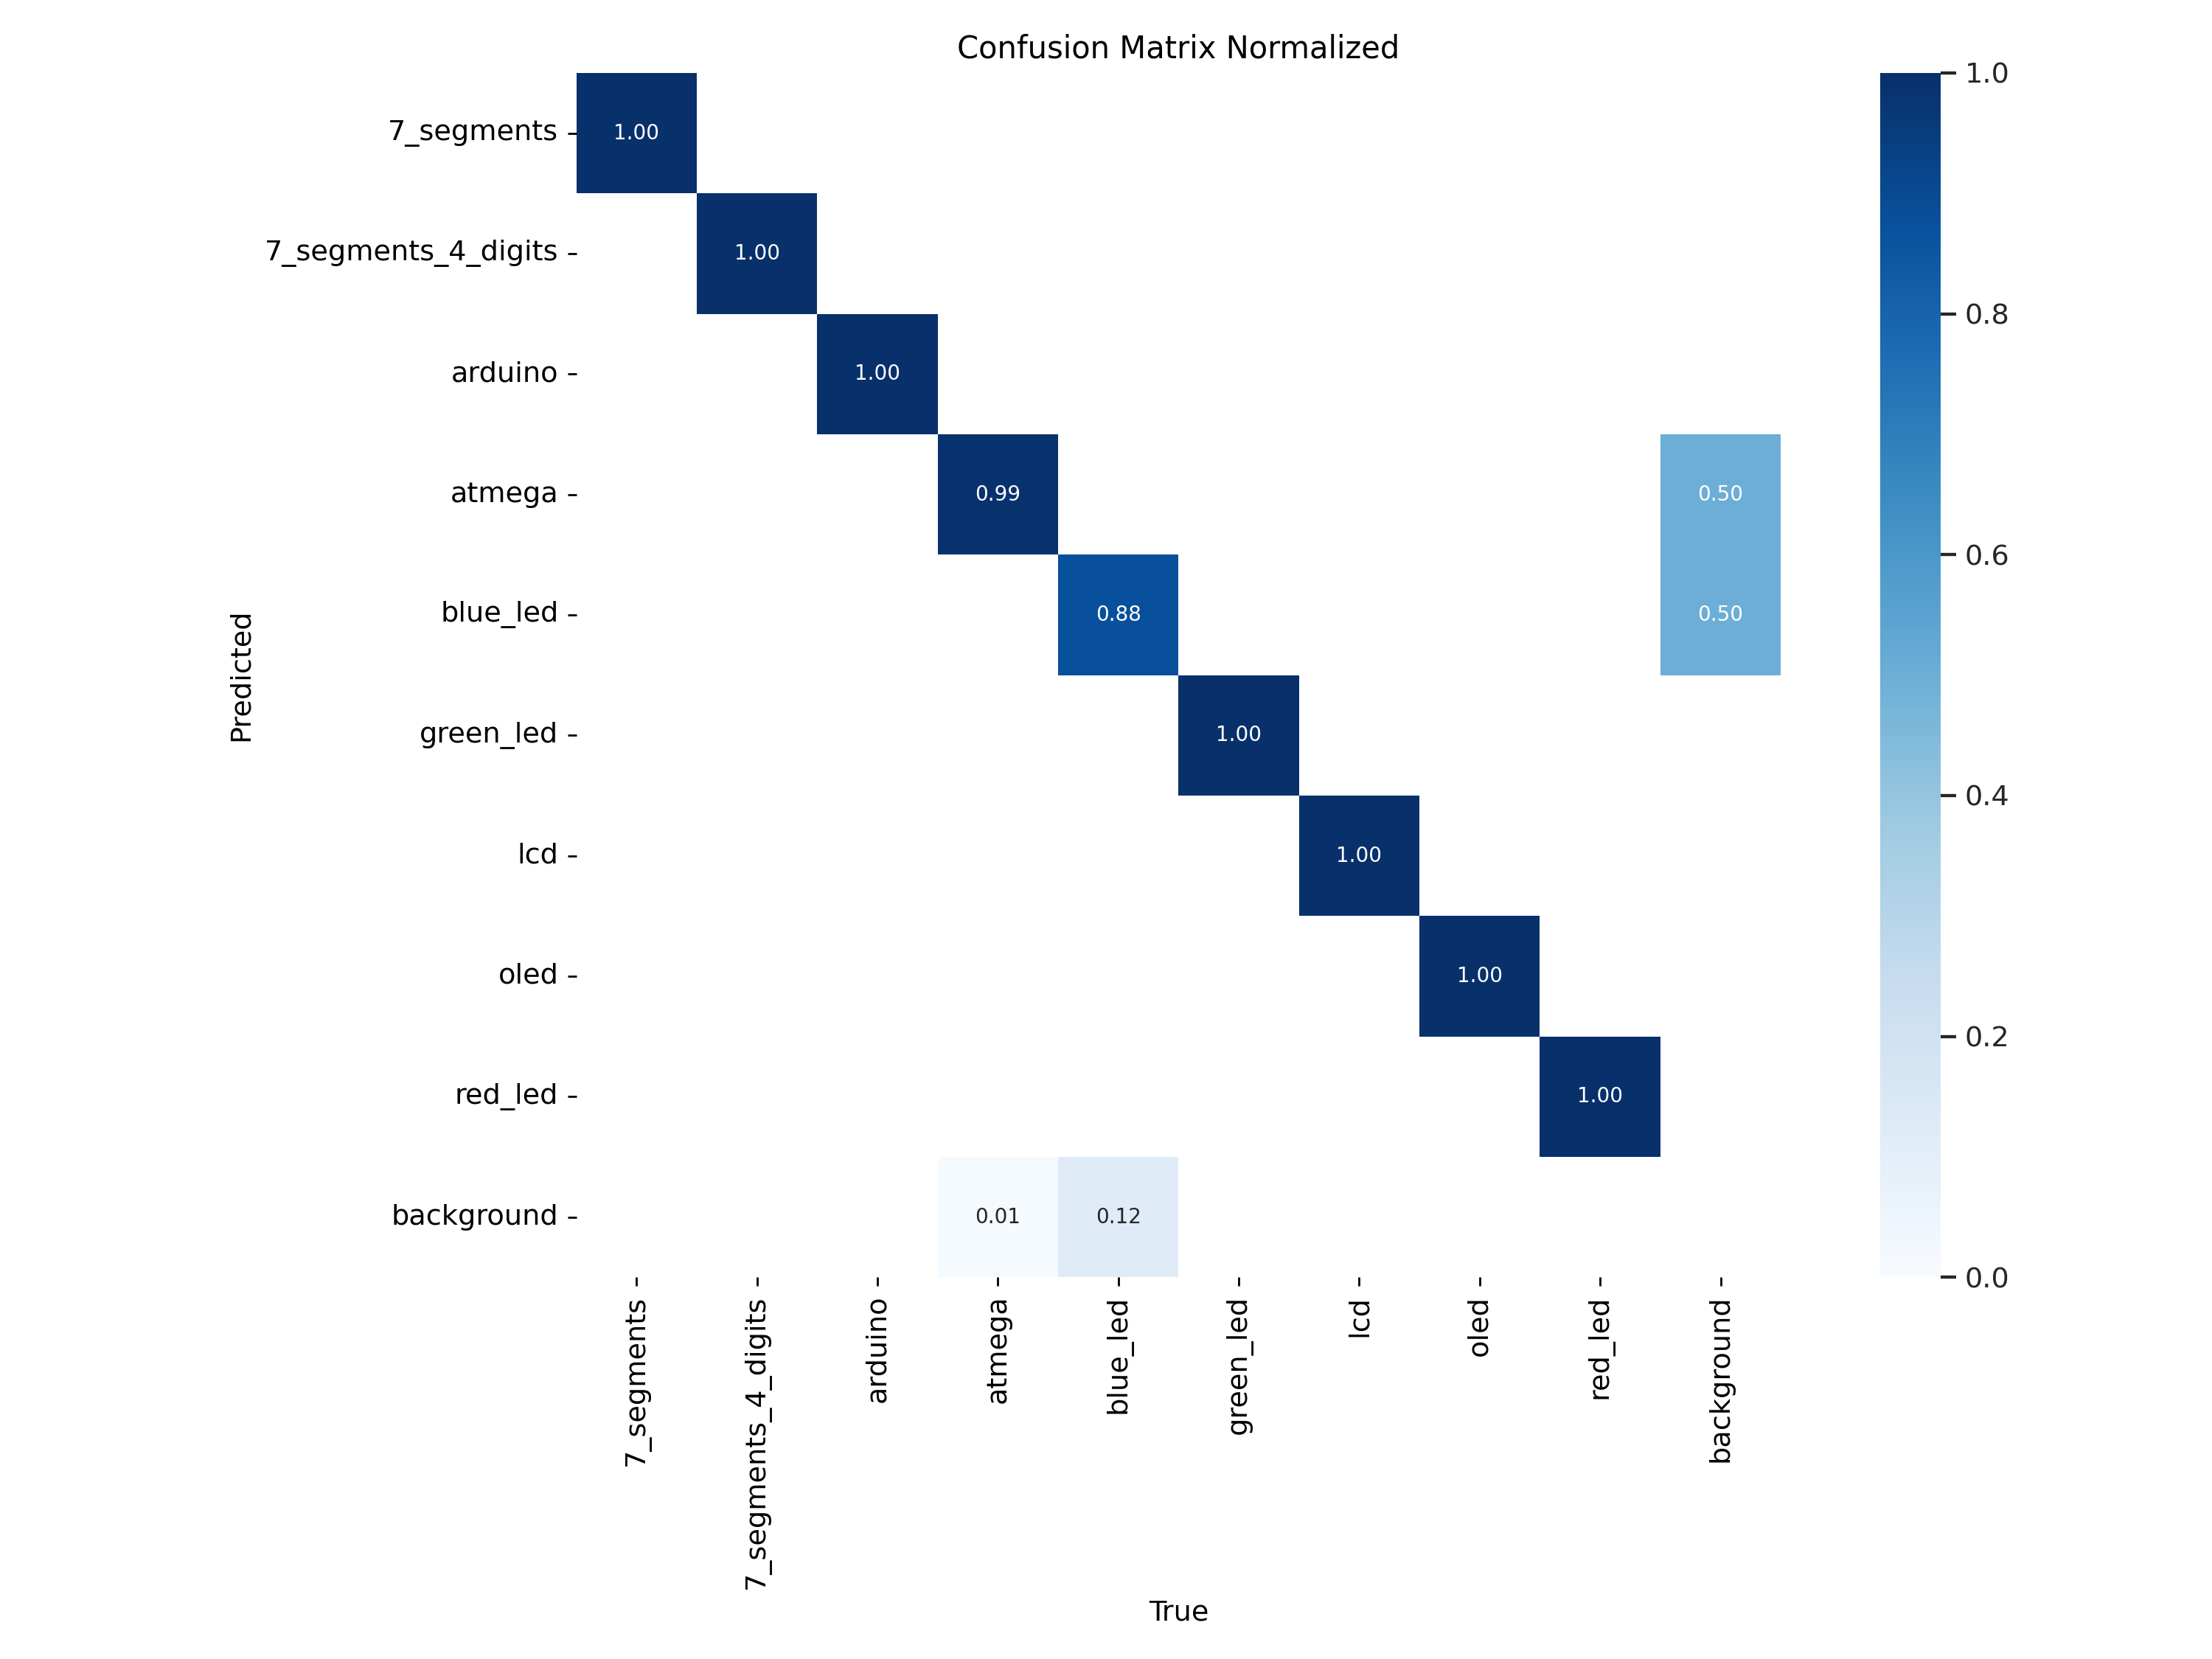 Confusion Matrix Normalized
7_segments
1.00
7_segments_4_digits
1.00
arduino
1.00
atmega
0.99
0.50
blue_led
0.88
0.50
green_led
1.00
lcd
1.00
oled
1.00
red_led
1.00
background
0.01
0.12
Predicted
7_segments
7_segments_4_digits
arduino
atmega
blue_led
green_led
lcd
oled
red_led
background
True
1.0
0.8
0.6
0.4
0.2
0.0